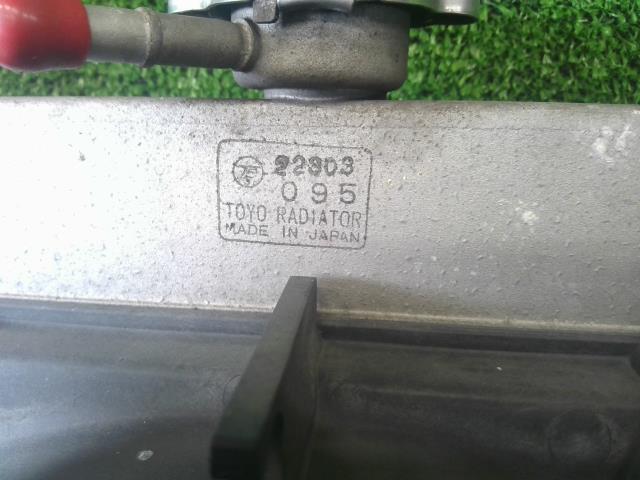 22303
095
TOYO RADIATOR
MADE IN JAPAN